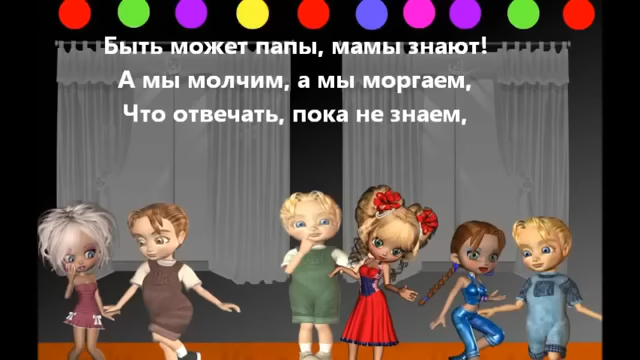 Быть может папы, мамы знают!
А мы молчим, а мы моргаем,
Что отвечать, пока не знаем,